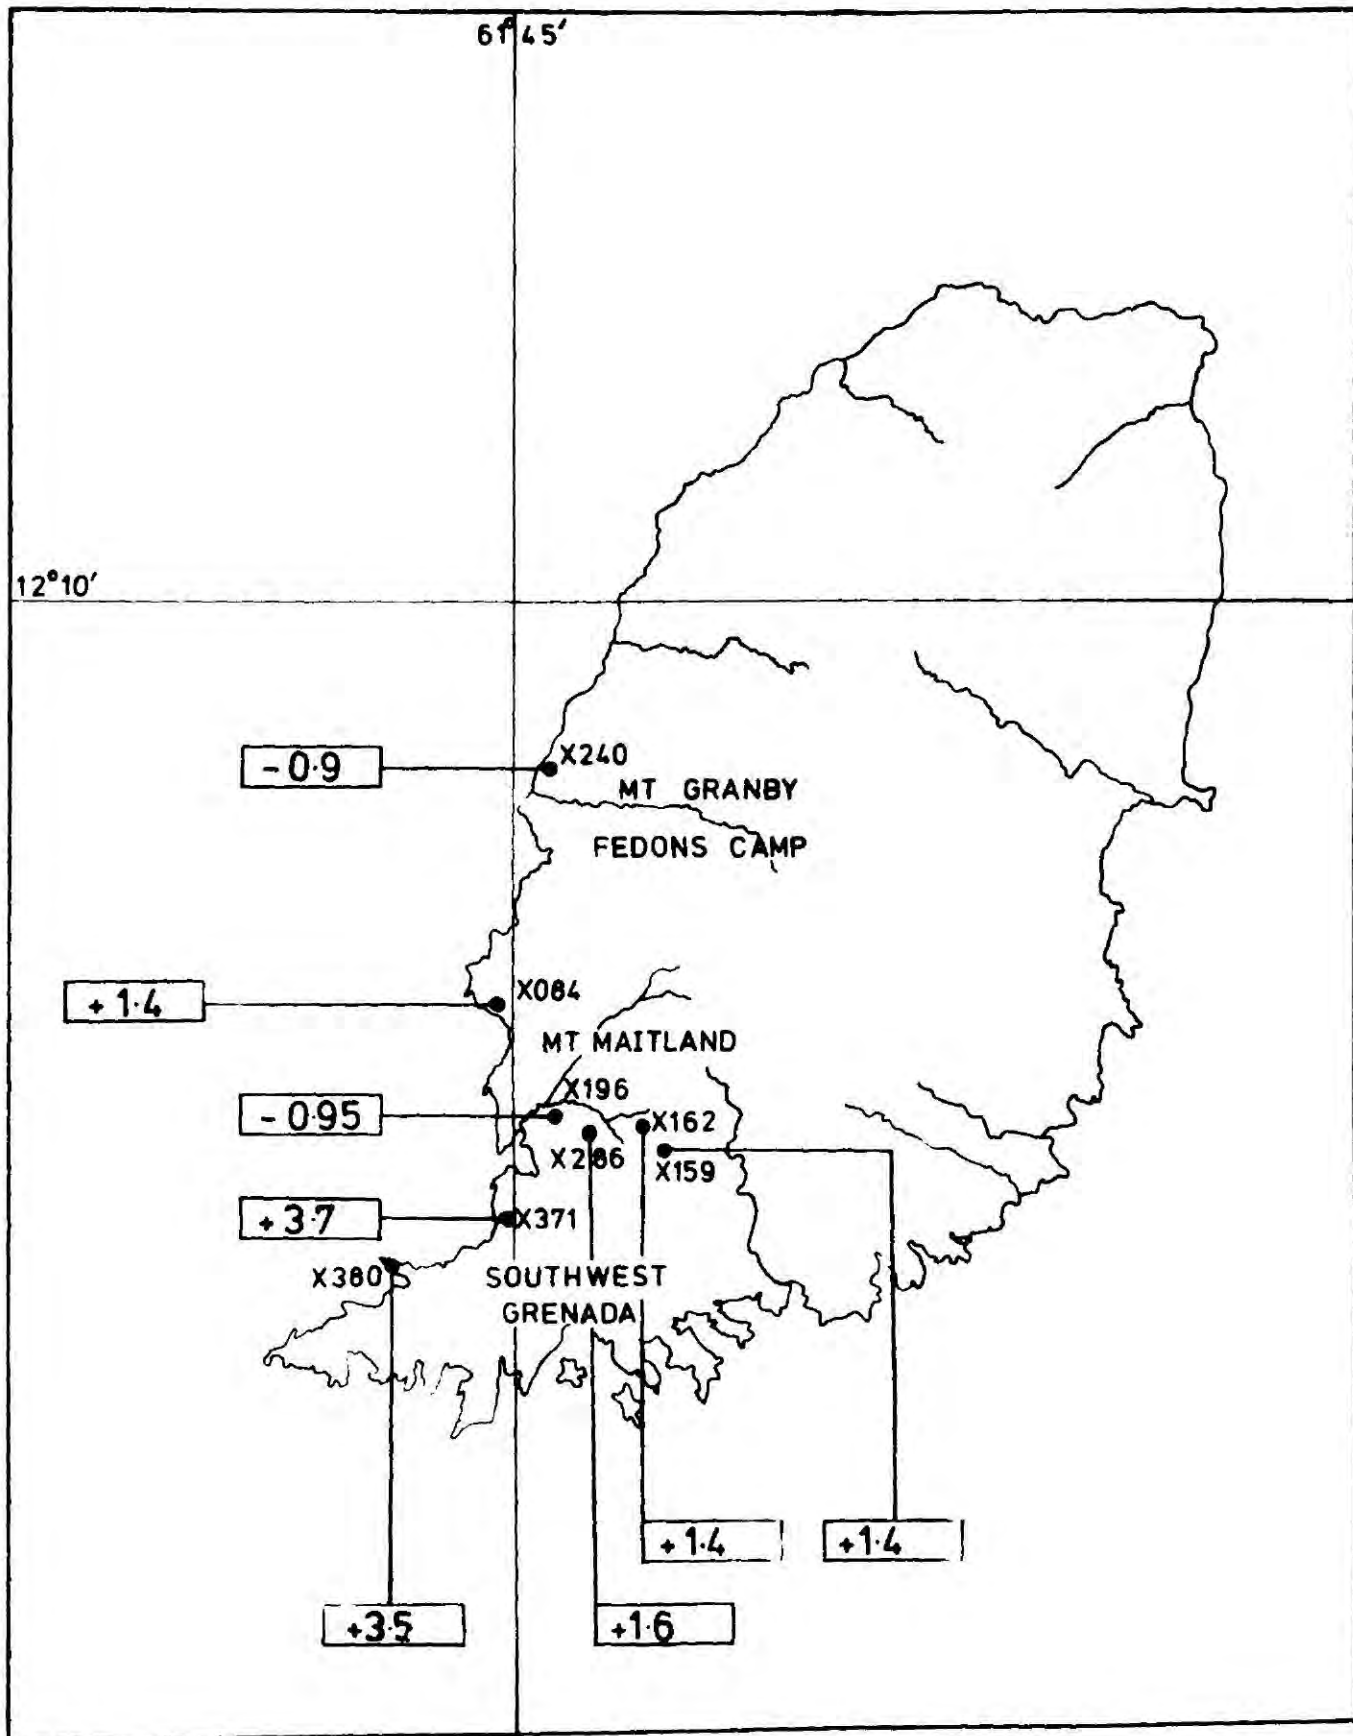 61°45'
12°10'
X240
-0.9
MT GRANBY
FEDONS CAMP
X084
+1.4
MT MAITLAND
X196
-0.95
X162
X286
X159
+3.7
X371
X380
SOUTHWEST
GRENADA
+1.4
+1.4
+3.5
+1.6